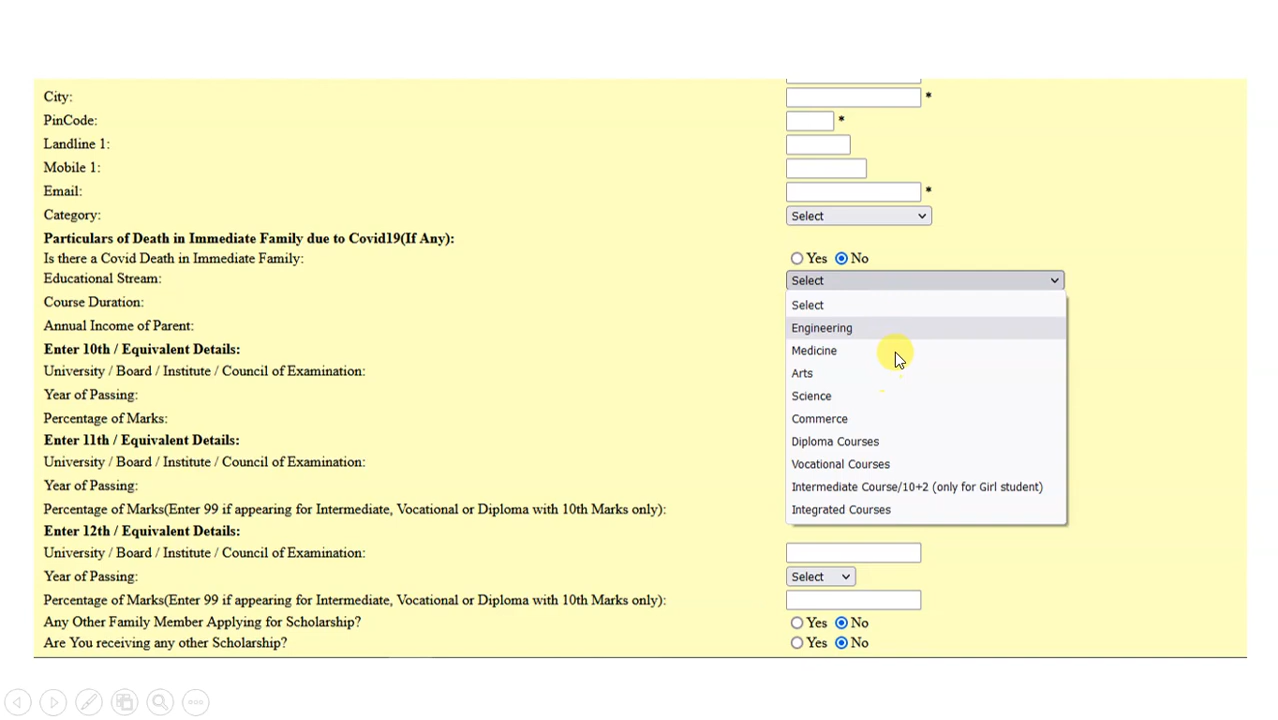 City: *
PinCode: *
Landline 1:
Mobile 1:
Email: *
Category: Select
Particulars of Death in Immediate Family due to Covid19(If Any):
Is there a Covid Death in Immediate Family: Yes No
Educational Stream: Select
Course Duration: Select
Annual Income of Parent: Engineering
Enter 10th / Equivalent Details: Medicine
University / Board / Institute / Council of Examination: Arts
Year of Passing: Science
Percentage of Marks: Commerce
Enter 11th / Equivalent Details: Diploma Courses
University / Board / Institute / Council of Examination: Vocational Courses
Year of Passing: Intermediate Course/10+2 (only for Girl student)
Percentage of Marks(Enter 99 if appearing for Intermediate, Vocational or Diploma with 10th Marks only): Integrated Courses
Enter 12th / Equivalent Details:
University / Board / Institute / Council of Examination:
Year of Passing: Select
Percentage of Marks(Enter 99 if appearing for Intermediate, Vocational or Diploma with 10th Marks only):
Any Other Family Member Applying for Scholarship? Yes No
Are You receiving any other Scholarship? Yes No